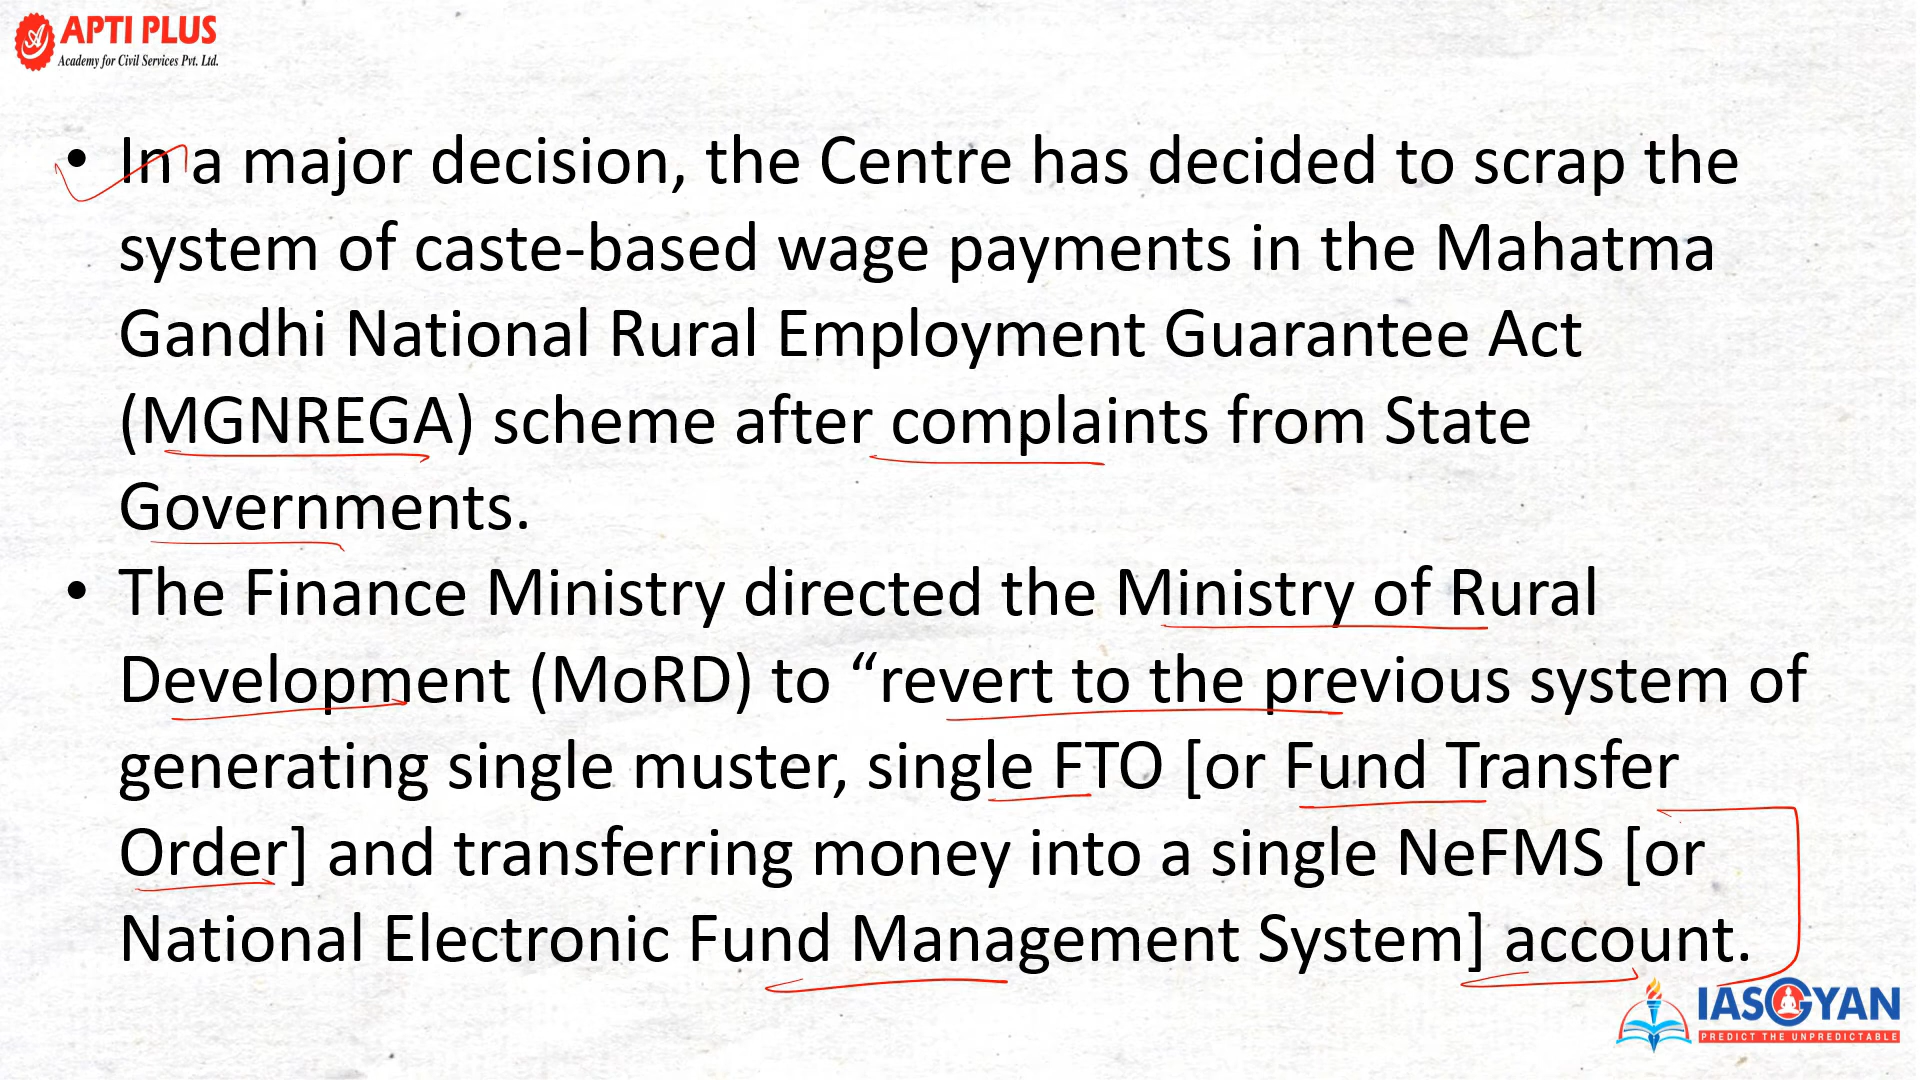 APTI PLUS
Academy for Civil Services Pvt. Ltd.
• In a major decision, the Centre has decided to scrap the
system of caste-based wage payments in the Mahatma
Gandhi National Rural Employment Guarantee Act
(MGNREGA) scheme after complaints from State
Governments.
• The Finance Ministry directed the Ministry of Rural
Development (MoRD) to “revert to the previous system of
generating single muster, single FTO [or Fund Transfer
Order] and transferring money into a single NeFMS [or
National Electronic Fund Management System] account.
IASGYAN
PREDICT THE UNPREDICTABLE